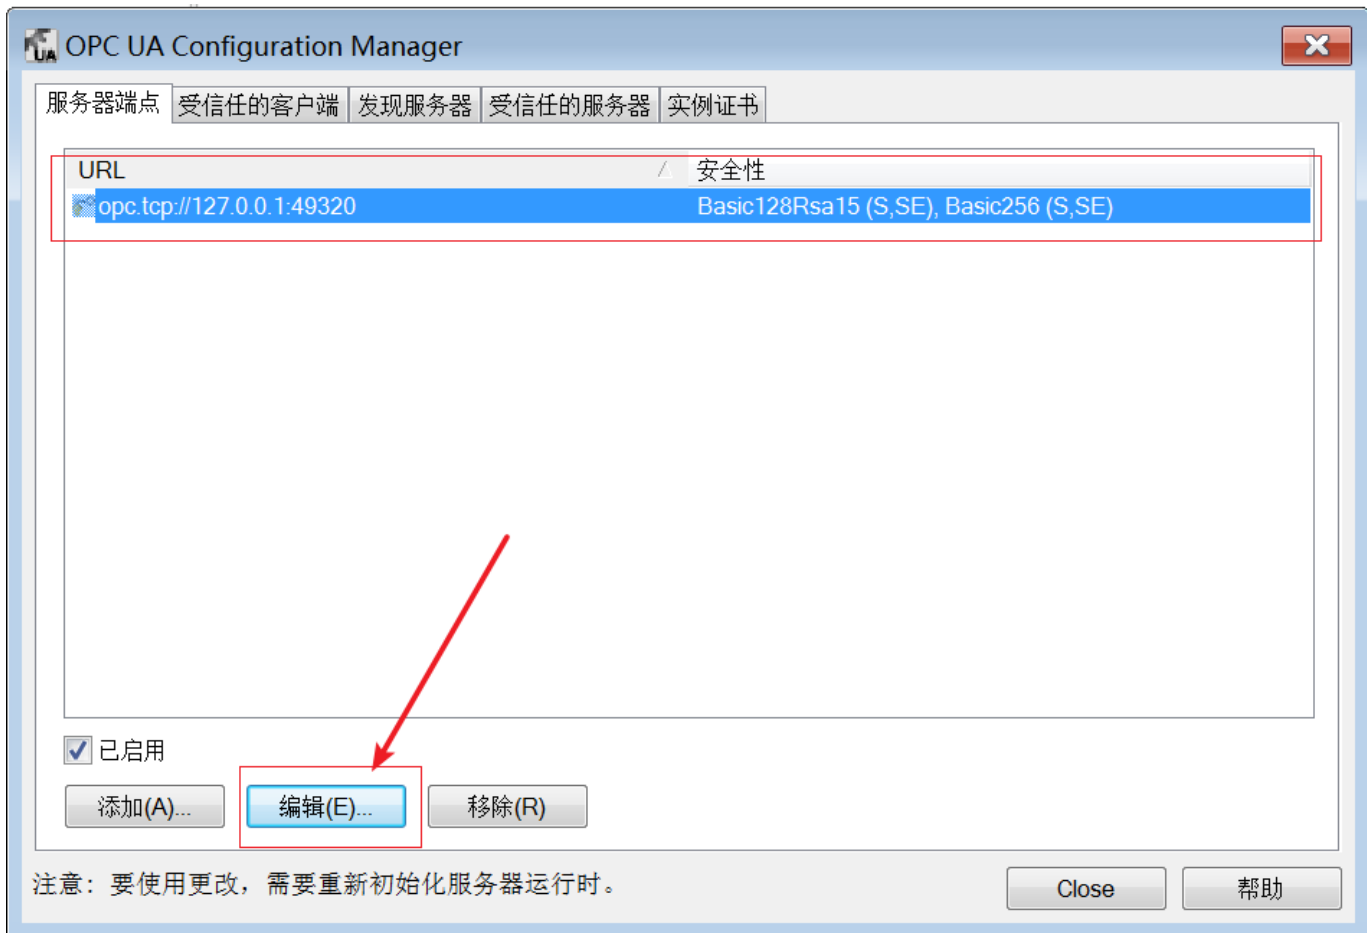 OPC UA Configuration Manager
服务器端点 受信任的客户端 发现服务器 受信任的服务器 实例证书
URL 安全性
opc.tcp://127.0.0.1:49320 Basic128Rsa15 (S,SE), Basic256 (S,SE)
已启用
添加(A)... 编辑(E)... 移除(R)
注意: 要使用更改，需要重新初始化服务器运行时。
Close 帮助